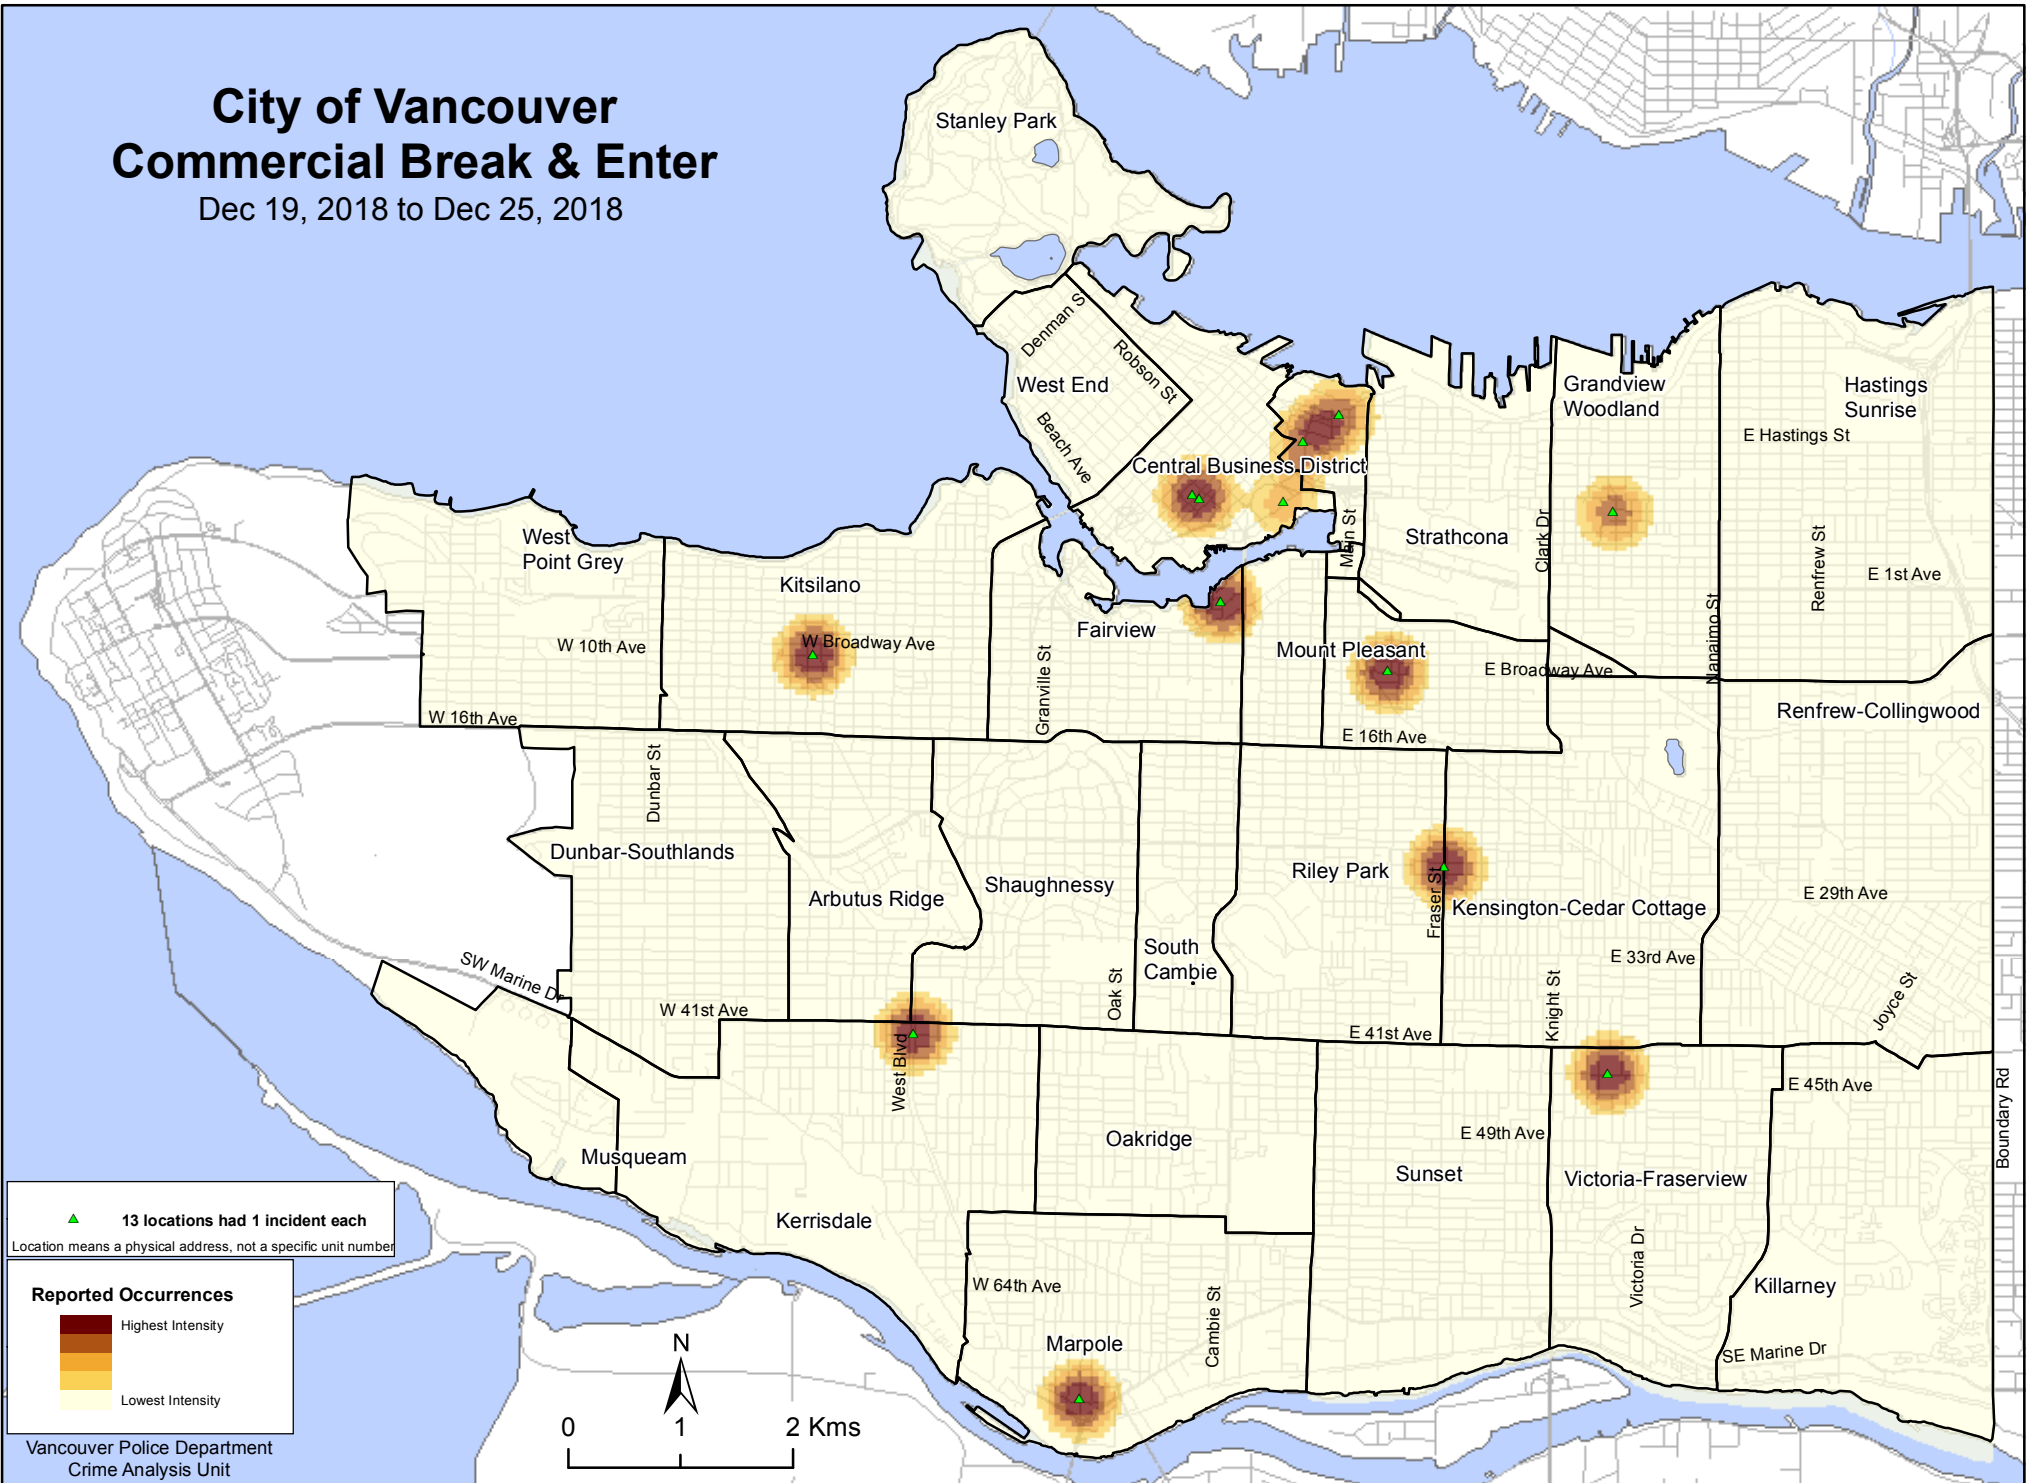 City of Vancouver
Commercial Break & Enter
Dec 19, 2018 to Dec 25, 2018
Stanley Park
Denman S
Robson St
West End
Beach Ave
Central Business District
Grandview
Woodland
Hastings
Sunrise
E Hastings St
Main St
Strathcona
Clark Dr
Renfrew St
E 1st Ave
Nanaimo St
West
Point Grey
Kitsilano
W 10th Ave
W Broadway Ave
Fairview
Granville St
Mount Pleasant
E Broadway Ave
W 16th Ave
E 16th Ave
Renfrew-Collingwood
Dunbar St
Dunbar-Southlands
Arbutus Ridge
Shaughnessy
South
Cambie
Oak St
Riley Park
Fraser St
Kensington-Cedar Cottage
E 29th Ave
E 33rd Ave
Knight St
Joyce St
SW Marine Dr
W 41st Ave
E 41st Ave
West Blvd
E 45th Ave
Boundary Rd
Musqueam
Oakridge
E 49th Ave
Sunset
Victoria-Fraserview
Kerrisdale
Victoria Dr
Killarney
W 64th Ave
Cambie St
Marpole
SE Marine Dr
13 locations had 1 incident each
Location means a physical address, not a specific unit number
Reported Occurrences
Highest Intensity
Lowest Intensity
Vancouver Police Department
Crime Analysis Unit
N
0 1 2 Kms